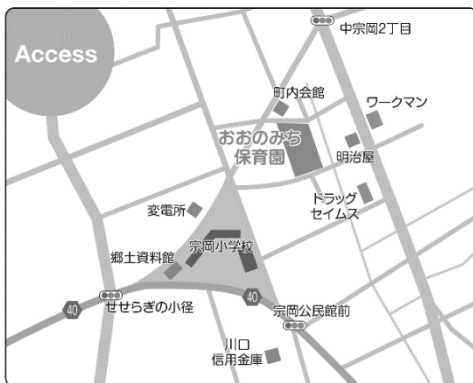 Access
中宗岡2丁目
町内会館
ワークマン
おおのみち
保育園
明治屋
ドラッグ
セイムス
変電所
宗岡小学校
郷土資料館
40
せせらぎの小径
40
宗岡公民館前
川口
信用金庫